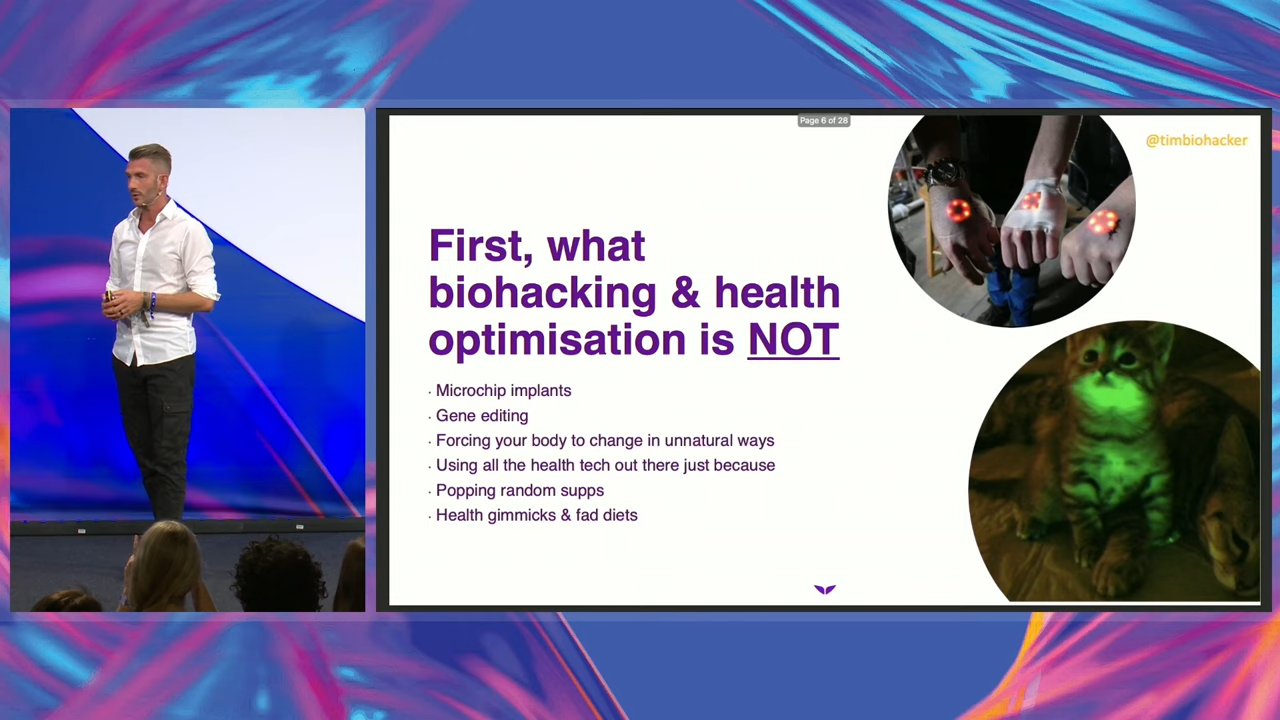 Page 6 of 28
@timbiohacker
First, what
biohacking & health
optimisation is NOT
· Microchip implants
· Gene editing
· Forcing your body to change in unnatural ways
· Using all the health tech out there just because
· Popping random supps
· Health gimmicks & fad diets